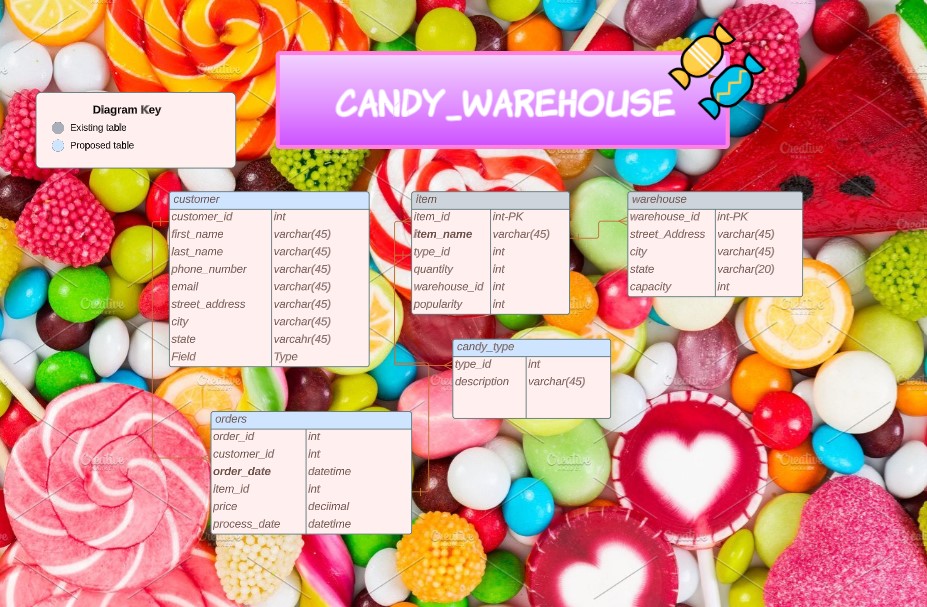 CANDY_WAREHOUSE
Diagram Key
Existing table
Proposed table
customer
customer_id int
first_name varchar(45)
last_name varchar(45)
phone_number varchar(45)
email varchar(45)
street_address varchar(45)
city varchar(45)
state varcahr(45)
Field Type
item
item_id int-PK
item_name varchar(45)
type_id int
quantity int
warehouse_id int
popularity int
warehouse
warehouse_id int-PK
street_Address varchar(45)
city varchar(45)
state varchar(20)
capacity int
candy_type
type_id int
description varchar(45)
orders
order_id int
customer_id int
order_date datetime
item_id int
price deciimal
process_date datetime